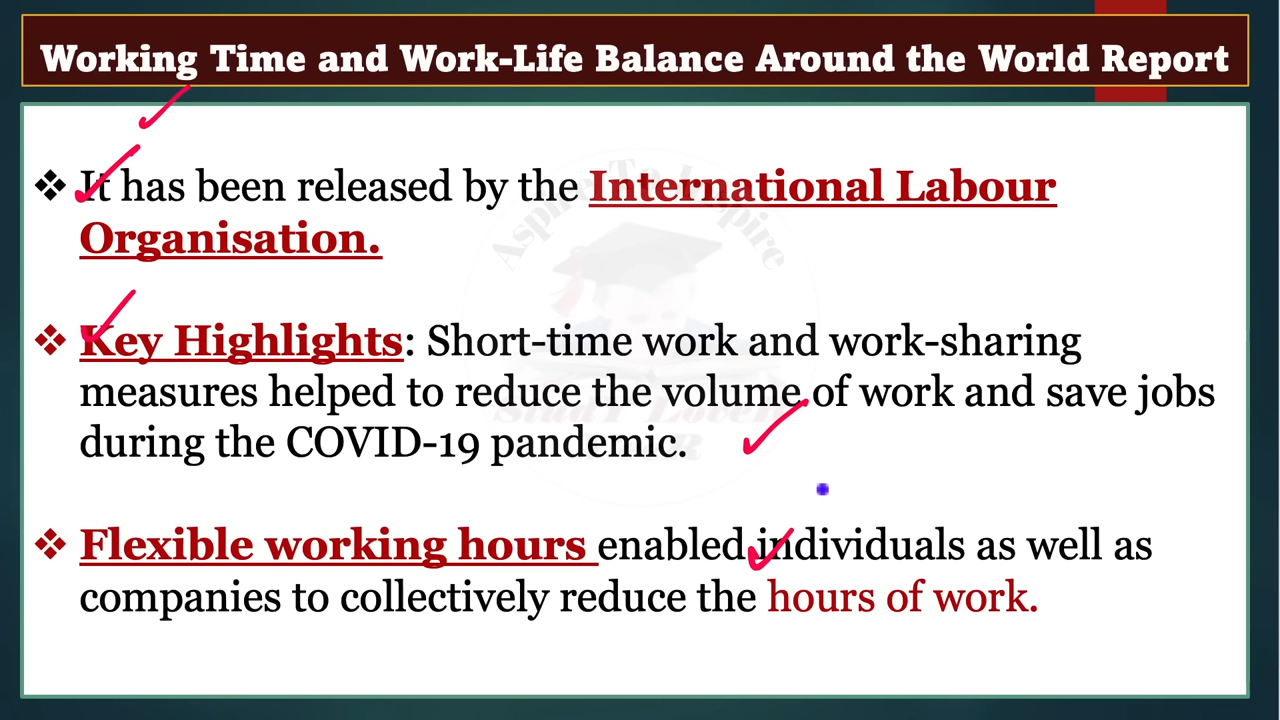 Working Time and Work-Life Balance Around the World Report
❖ It has been released by the International Labour
Organisation.
❖ Key Highlights: Short-time work and work-sharing
measures helped to reduce the volume of work and save jobs
during the COVID-19 pandemic.
❖ Flexible working hours enabled individuals as well as
companies to collectively reduce the hours of work.
Aspire To Inspire